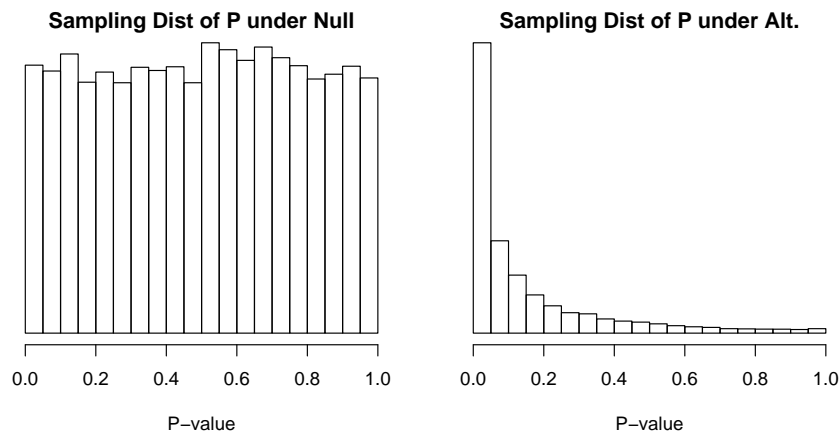 Sampling Dist of P under Null
0.0 0.2 0.4 0.6 0.8 1.0
P−value
Sampling Dist of P under Alt.
0.0 0.2 0.4 0.6 0.8 1.0
P−value